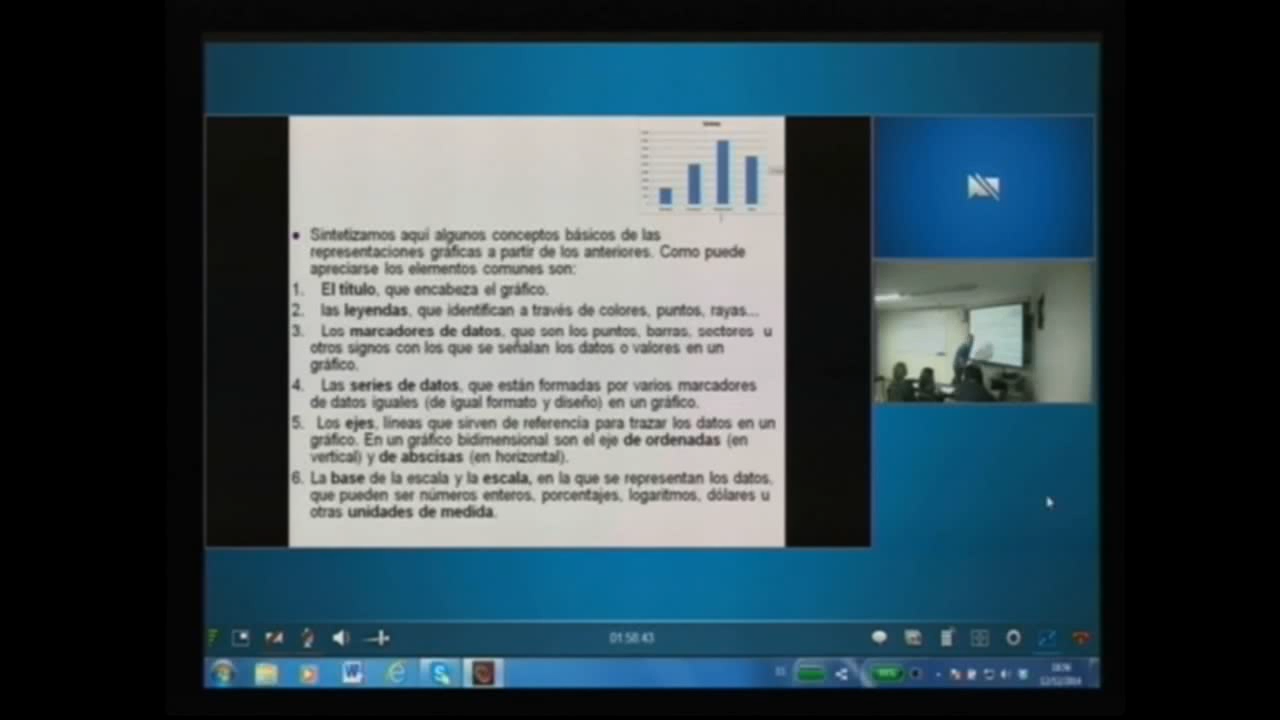 Sintetizamos aquí algunos conceptos básicos de las
representaciones gráficas a partir de los anteriores. Como puede
apreciarse los elementos comunes son:
1. El título, que encabeza el gráfico.
2. las leyendas, que identifican a través de colores, puntos, rayas...
3. Los marcadores de datos, que son los puntos, barras, sectores u
otros signos con los que se señalan los datos o valores en un
gráfico.
4. Las series de datos, que están formadas por varios marcadores
de datos iguales (de igual formato y diseño) en un gráfico.
5. Los ejes, líneas que sirven de referencia para trazar los datos en un
gráfico. En un gráfico bidimensional son el eje de ordenadas (en
vertical) y de abscisas (en horizontal).
6. La base de la escala y la escala, en la que se representan los datos,
que pueden ser números enteros, porcentajes, logaritmos, dólares u
otras unidades de medida.
01:58:43
ES